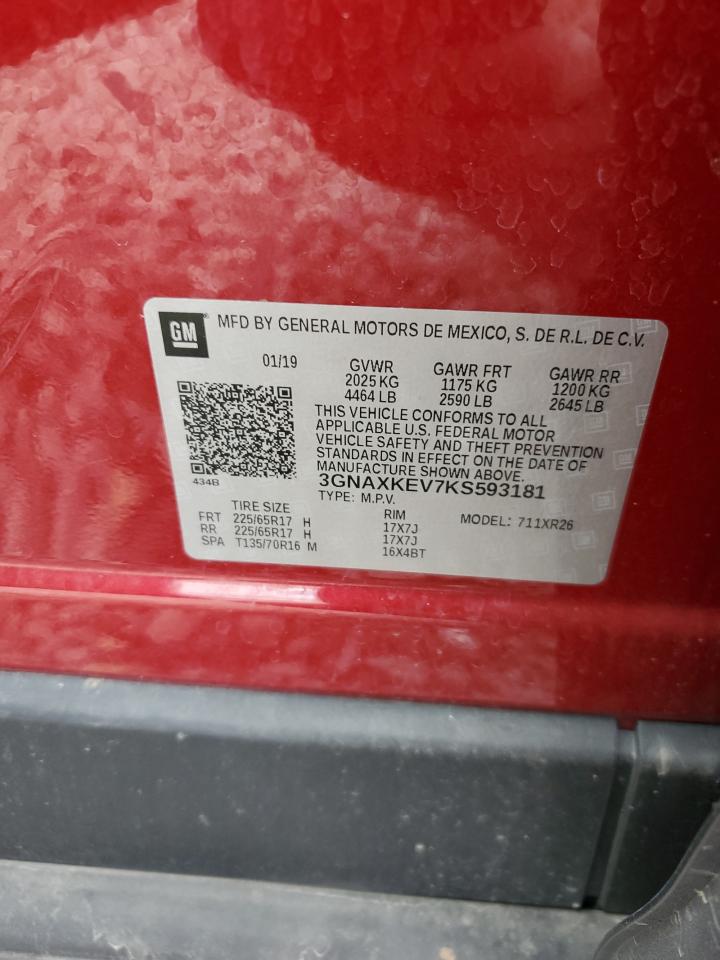 GM MFD BY GENERAL MOTORS DE MEXICO, S. DE R.L. DE C.V.
01/19 GVWR GAWR FRT GAWR RR
2025 KG 1175 KG 1200 KG
4464 LB 2590 LB 2645 LB
THIS VEHICLE CONFORMS TO ALL
APPLICABLE U.S. FEDERAL MOTOR
VEHICLE SAFETY AND THEFT PREVENTION
STANDARDS IN EFFECT ON THE DATE OF
MANUFACTURE SHOWN ABOVE.
434B 3GNAXKEV7KS593181
TYPE: M.P.V.
TIRE SIZE RIM MODEL: 711XR26
FRT 225/65R17 H 17X7J
RR 225/65R17 H 17X7J
SPA T135/70R16 M 16X4BT